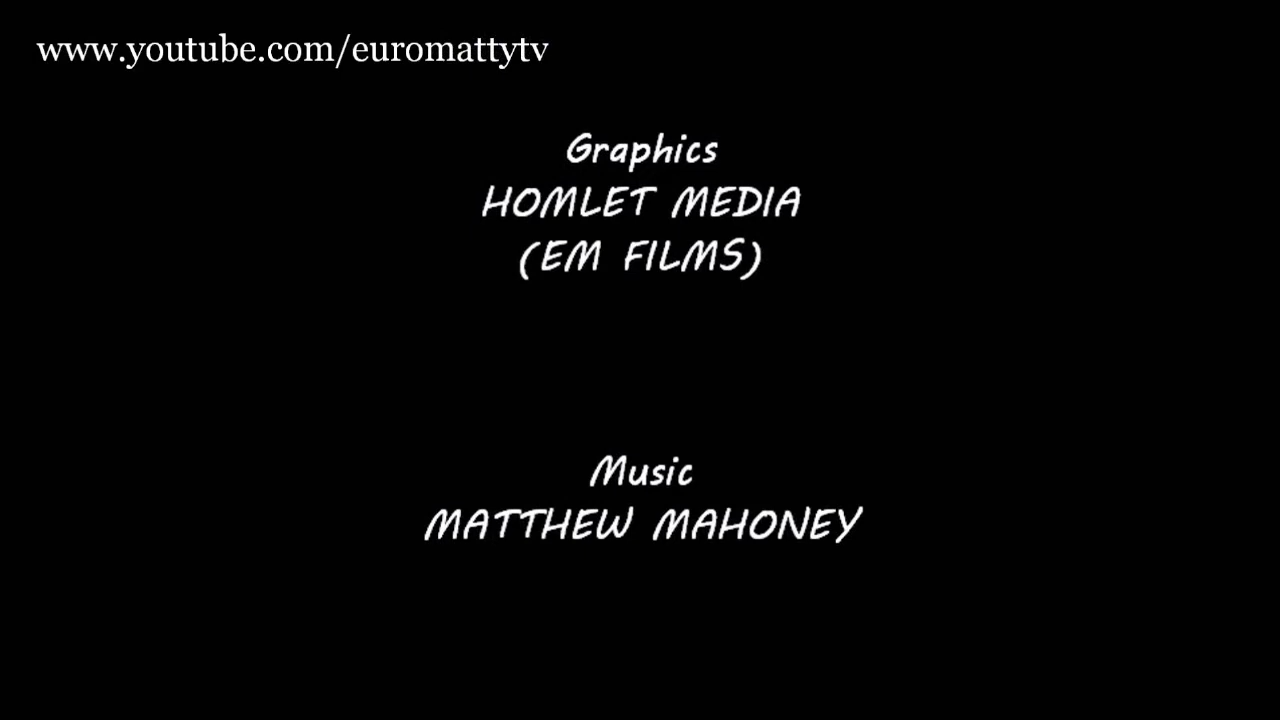 www.youtube.com/euromattytv
Graphics
HOMLET MEDIA
(EM FILMS)
Music
MATTHEW MAHONEY